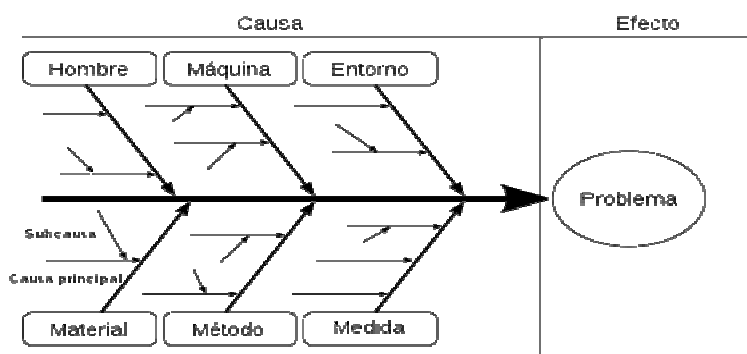 Causa Efecto
Hombre Máquina Entorno
Problema
Subcausa
Causa principal
Material Método Medida